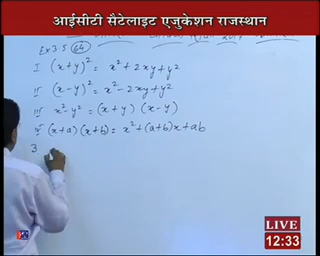 आईसीटी सैटेलाइट एजुकेशन राजस्थान
Ex 3.5 (64)
I (x+y)² = x² + 2xy + y²
II (x-y)² = x² - 2xy + y²
III x² - y² = (x+y) (x-y)
IV (x+a) (x+b) = x² + (a+b)x + ab
3
LIVE
12:33